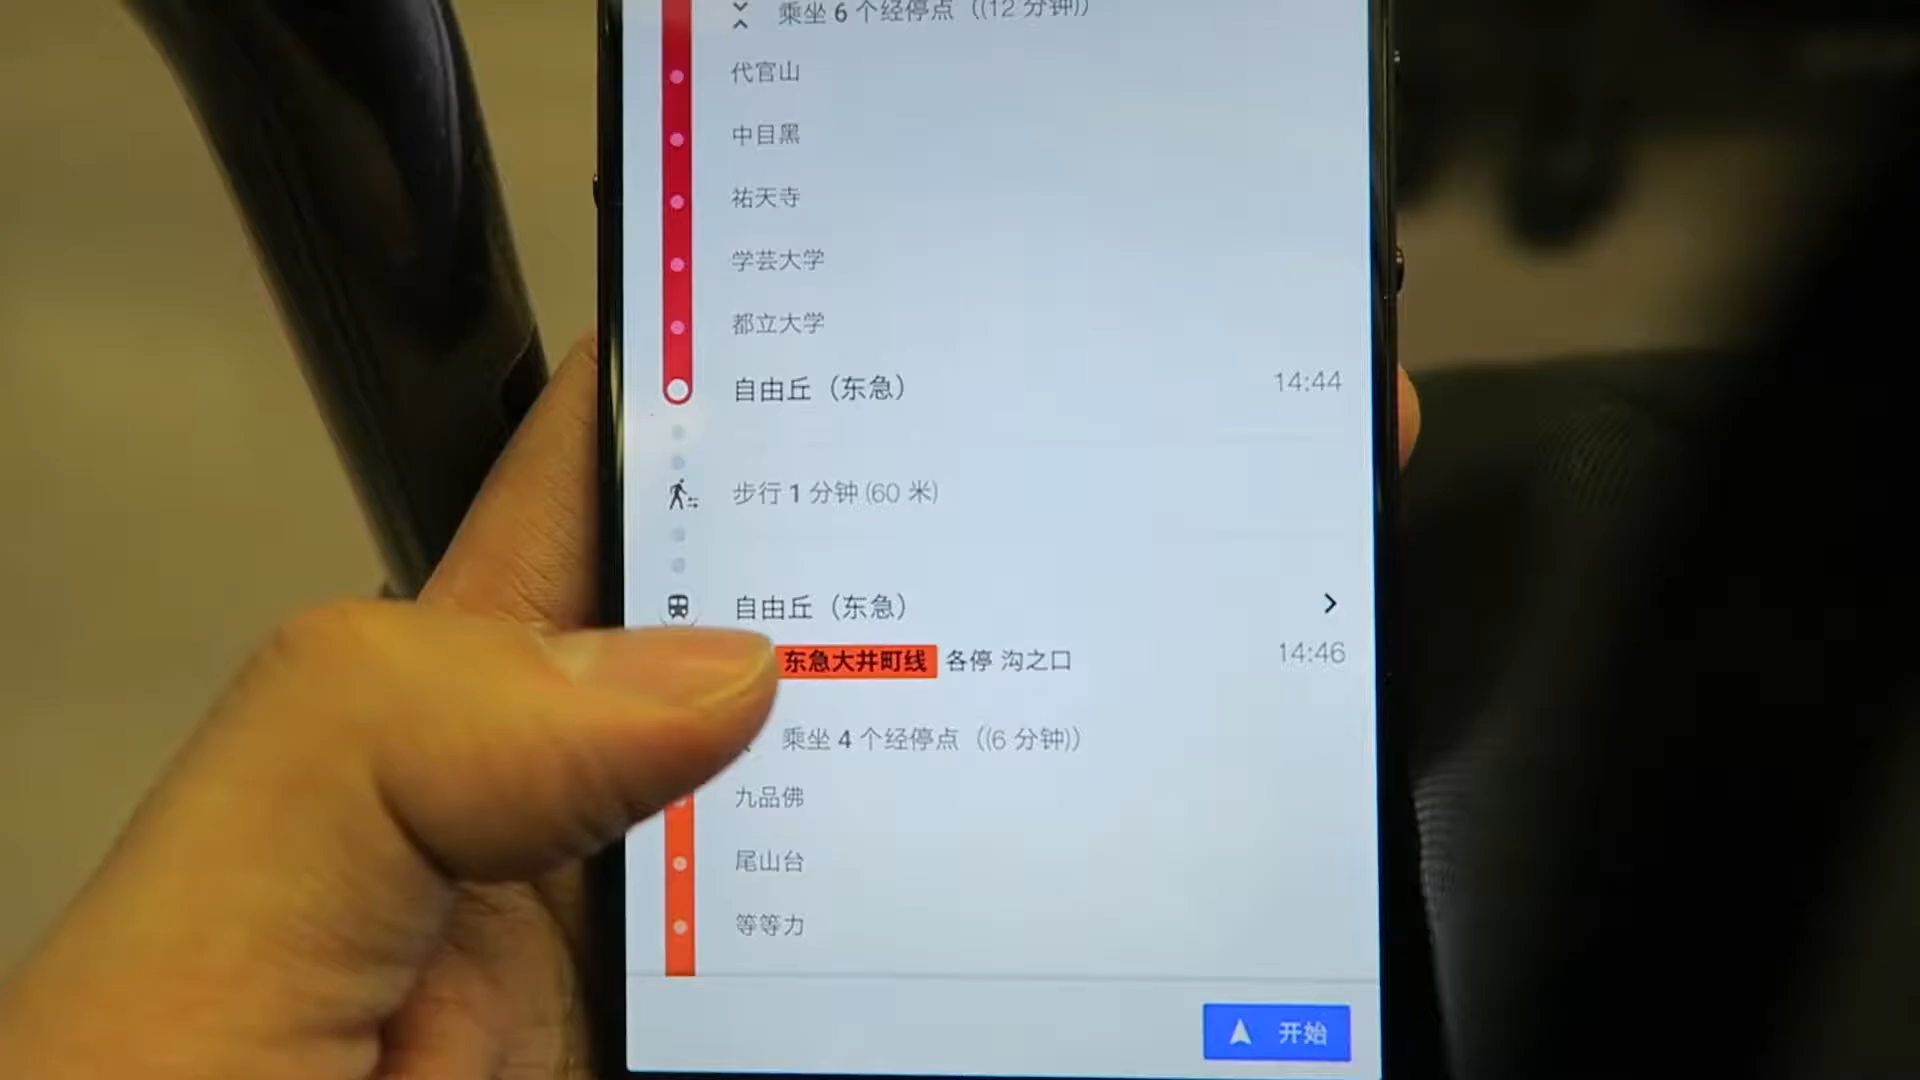 乘坐 6 个经停点（(12 分钟)）
代官山
中目黑
祐天寺
学芸大学
都立大学
自由丘（东急）
14:44
步行 1 分钟 (60 米)
自由丘（东急）
东急大井町线 各停 沟之口
14:46
乘坐 4 个经停点（(6 分钟)）
九品佛
尾山台
等等力
开始